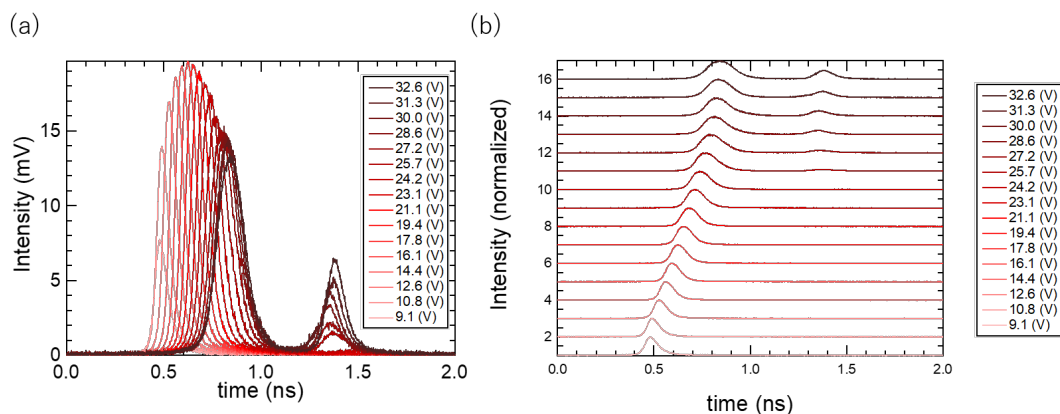 (a)
(b)
Intensity (mV)
15
10
5
0
0.0
0.5
1.0
1.5
2.0
time (ns)
32.6 (V)
31.3 (V)
30.0 (V)
28.6 (V)
27.2 (V)
25.7 (V)
24.2 (V)
23.1 (V)
21.1 (V)
19.4 (V)
17.8 (V)
16.1 (V)
14.4 (V)
12.6 (V)
10.8 (V)
9.1 (V)
Intensity (normalized)
16
14
12
10
8
6
4
2
0.0
0.5
1.0
1.5
2.0
time (ns)
32.6 (V)
31.3 (V)
30.0 (V)
28.6 (V)
27.2 (V)
25.7 (V)
24.2 (V)
23.1 (V)
21.1 (V)
19.4 (V)
17.8 (V)
16.1 (V)
14.4 (V)
12.6 (V)
10.8 (V)
9.1 (V)